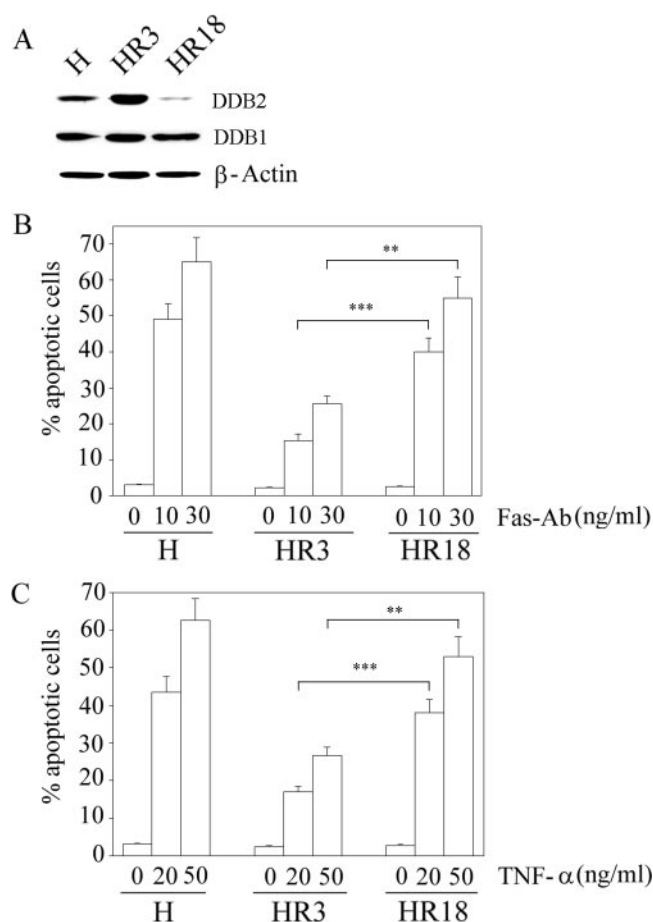 A
H HR3 HR18
DDB2
DDB1
β-Actin
B
% apoptotic cells
70
60
50
40
30
20
10
0
**
***
0 10 30 0 10 30 0 10 30 Fas-Ab (ng/ml)
H HR3 HR18
C
% apoptotic cells
70
60
50
40
30
20
10
0
**
***
0 20 50 0 20 50 0 20 50 TNF-α (ng/ml)
H HR3 HR18